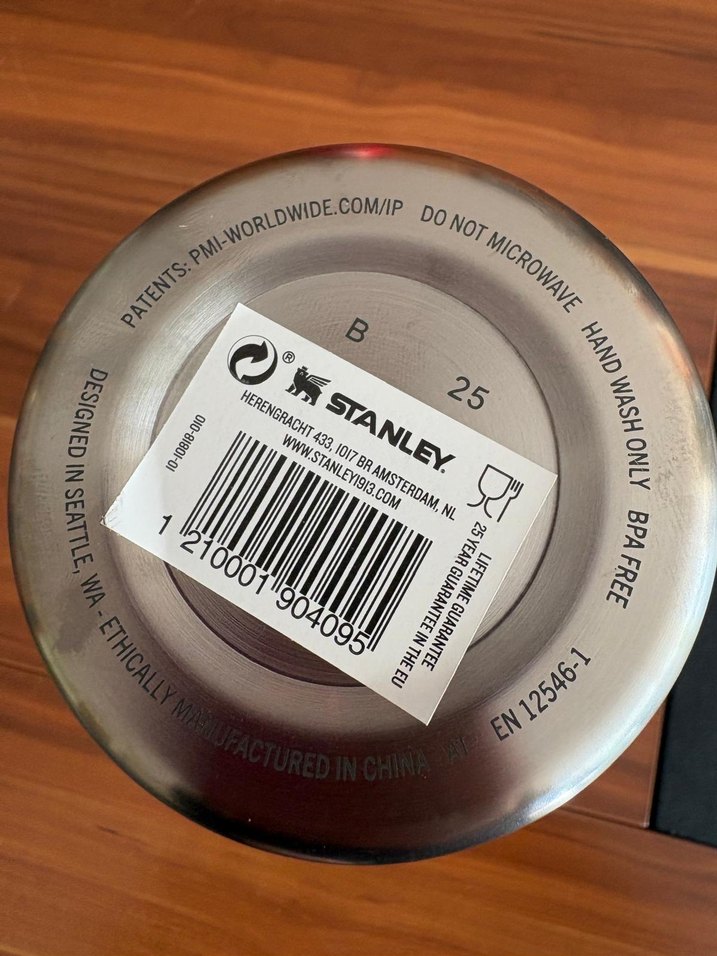 PATENTS: PMI-WORLDWIDE.COM/IP DO NOT MICROWAVE HAND WASH ONLY BPA FREE
EN 12546-1
DESIGNED IN SEATTLE, WA - ETHICALLY MANUFACTURED IN CHINA
B
25
®
STANLEY.
HERENGRACHT 433, 1017 BR AMSTERDAM, NL
WWW.STANLEY1913.COM
10-10818-010
1 210001 904095
LIFETIME GUARANTEE
25 YEAR GUARANTEE IN THE EU